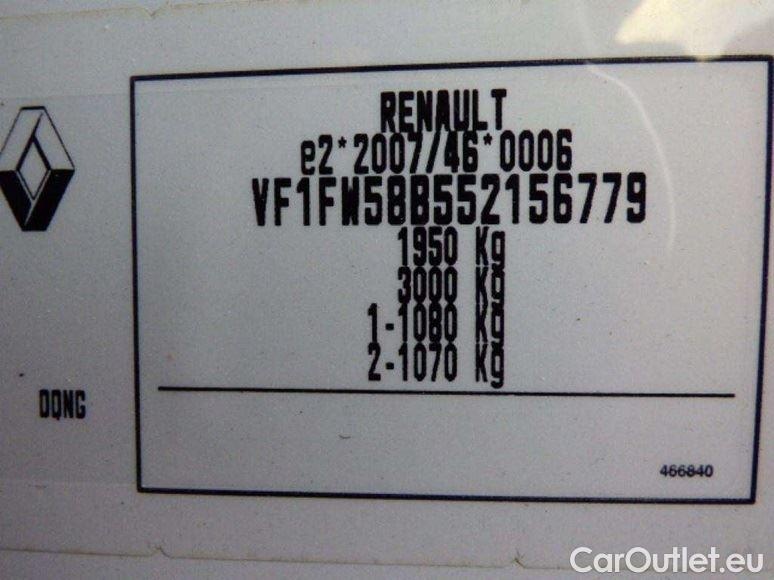 RENAULT
e2*2007/46*0006
VF1FW58B552156779
1950 Kg
3000 Kg
1-1080 Kg
2-1070 Kg
DQNG
466840
CarOutlet.eu